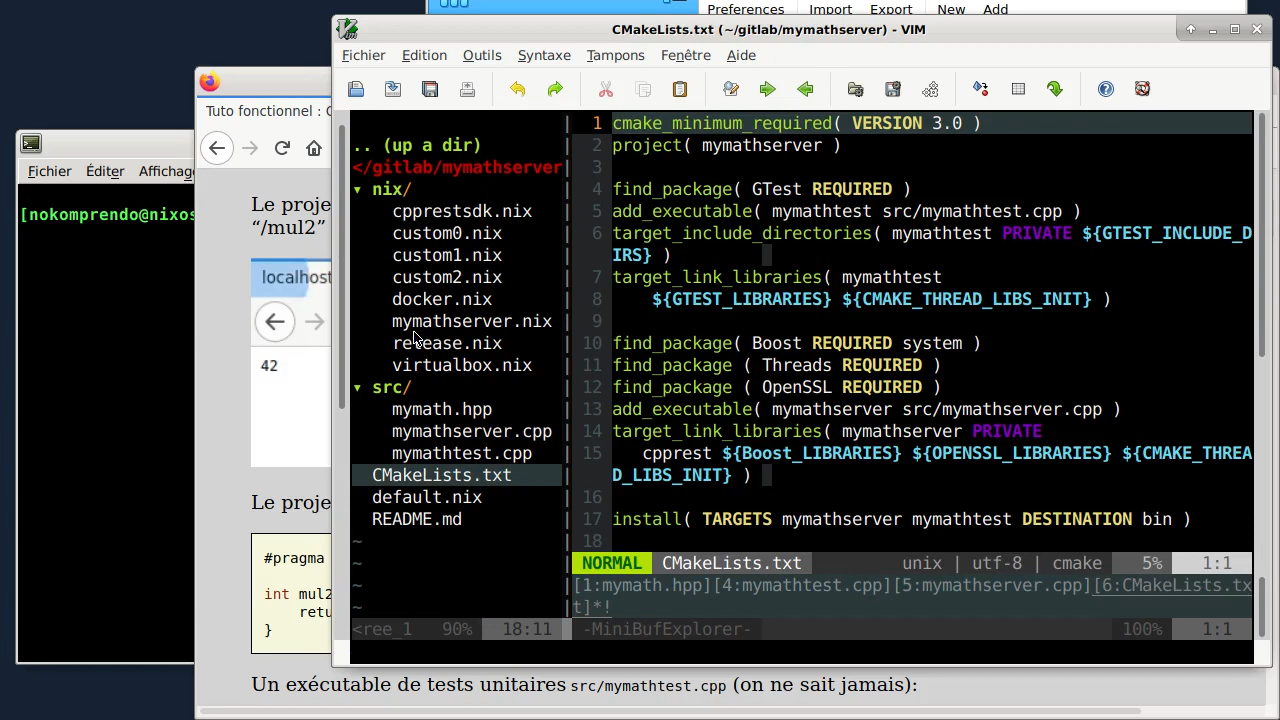 Preferences Import Export New Add
CMakeLists.txt (~/gitlab/mymathserver) - VIM
Fichier Edition Outils Syntaxe Tampons Fenêtre Aide
.. (up a dir)
</gitlab/mymathserver
▾ nix/
cpprestsdk.nix
custom0.nix
custom1.nix
custom2.nix
docker.nix
mymathserver.nix
release.nix
virtualbox.nix
▾ src/
mymath.hpp
mymathserver.cpp
mymathtest.cpp
CMakeLists.txt
default.nix
README.md
~
~
~
~
<ree_1 90% 18:11
1 cmake_minimum_required( VERSION 3.0 )
2 project( mymathserver )
3
4 find_package( GTest REQUIRED )
5 add_executable( mymathtest src/mymathtest.cpp )
6 target_include_directories( mymathtest PRIVATE ${GTEST_INCLUDE_D
IRS} )
7 target_link_libraries( mymathtest
8 ${GTEST_LIBRARIES} ${CMAKE_THREAD_LIBS_INIT} )
9
10 find_package( Boost REQUIRED system )
11 find_package ( Threads REQUIRED )
12 find_package ( OpenSSL REQUIRED )
13 add_executable( mymathserver src/mymathserver.cpp )
14 target_link_libraries( mymathserver PRIVATE
15 cpprest ${Boost_LIBRARIES} ${OPENSSL_LIBRARIES} ${CMAKE_THREA
D_LIBS_INIT} )
16
17 install( TARGETS mymathserver mymathtest DESTINATION bin )
18
NORMAL CMakeLists.txt unix | utf-8 | cmake 5% 1:1
[1:mymath.hpp][4:mymathtest.cpp][5:mymathserver.cpp][6:CMakeLists.tx
t]*!
-MiniBufExplorer- 100% 1:1
Tuto fonctionnel :
Le proje
“/mul2”
localhost
42
Le proje
#pragma
int mul2
retu
}
Un exécutable de tests unitaires src/mymathtest.cpp (on ne sait jamais):
Fichier Éditer Affichag
[nokomprendo@nixos